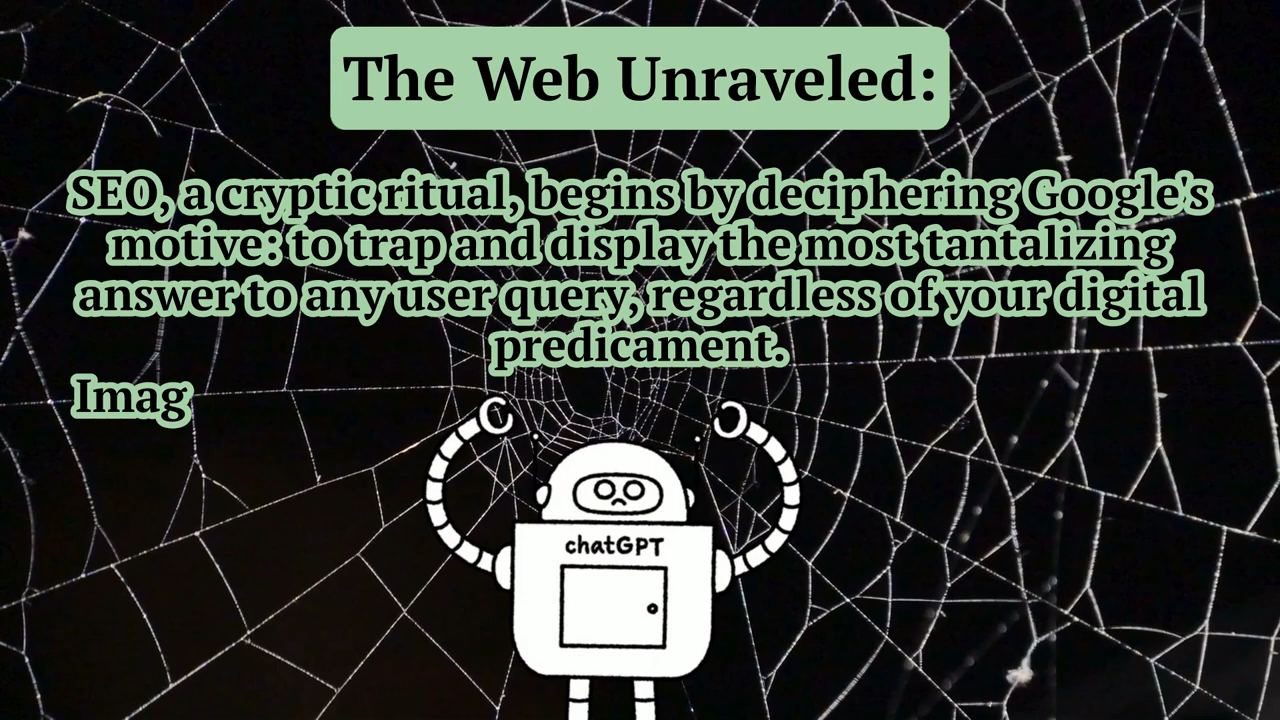 The Web Unraveled:
SEO, a cryptic ritual, begins by deciphering Google's
motive: to trap and display the most tantalizing
answer to any user query, regardless of your digital
predicament.
Imag
chatGPT